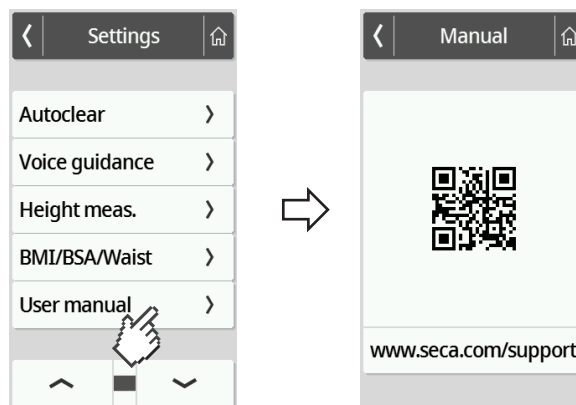 Settings
Autoclear
Voice guidance
Height meas.
BMI/BSA/Waist
User manual
Manual
www.seca.com/support